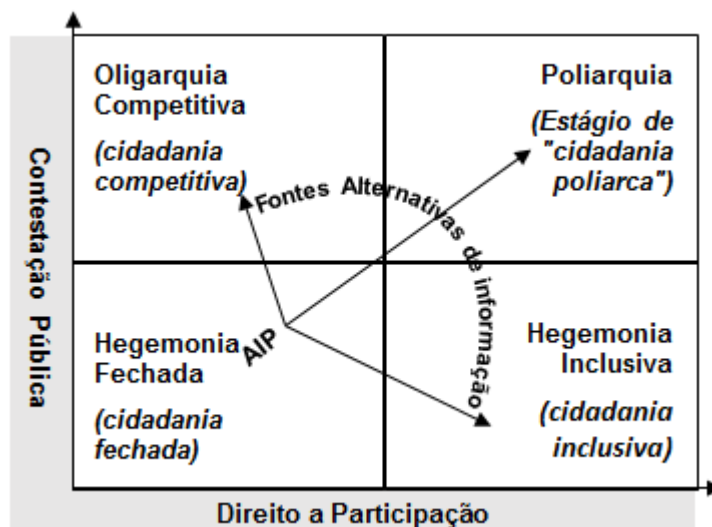 Oligarquia
Competitiva
(cidadania
competitiva)
Poliarquia
(Estágio de
"cidadania
poliarca")
Fontes Alternativas de informação
Contestação Pública
AIP
Hegemonia
Fechada
(cidadania
fechada)
Hegemonia
Inclusiva
(cidadania
inclusiva)
Direito a Participação